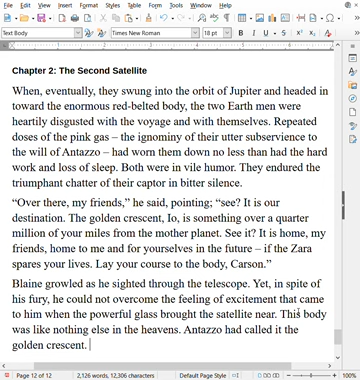 File Edit View Insert Format Styles Table Form Tools Window Help
Text Body Times New Roman 18 pt
Chapter 2: The Second Satellite
When, eventually, they swung into the orbit of Jupiter and headed in
toward the enormous red-belted body, the two Earth men were
heartily disgusted with the voyage and with themselves. Repeated
doses of the pink gas – the ignominy of their utter subservience to
the will of Antazzo – had worn them down no less than had the hard
work and loss of sleep. Both were in vile humor. They endured the
triumphant chatter of their captor in bitter silence.
“Over there, my friends,” he said, pointing; “see? It is our
destination. The golden crescent, Io, is something over a quarter
million of your miles from the mother planet. See it? It is home, my
friends, home to me and for yourselves in the future – if the Zara
spares your lives. Lay your course to the body, Carson.”
Blaine growled as he sighted through the telescope. Yet, in spite of
his fury, he could not overcome the feeling of excitement that came
to him when the powerful glass brought the satellite near. This body
was like nothing else in the heavens. Antazzo had called it the
golden crescent.
Page 12 of 12 2,126 words, 12,306 characters Default Page Style 100%